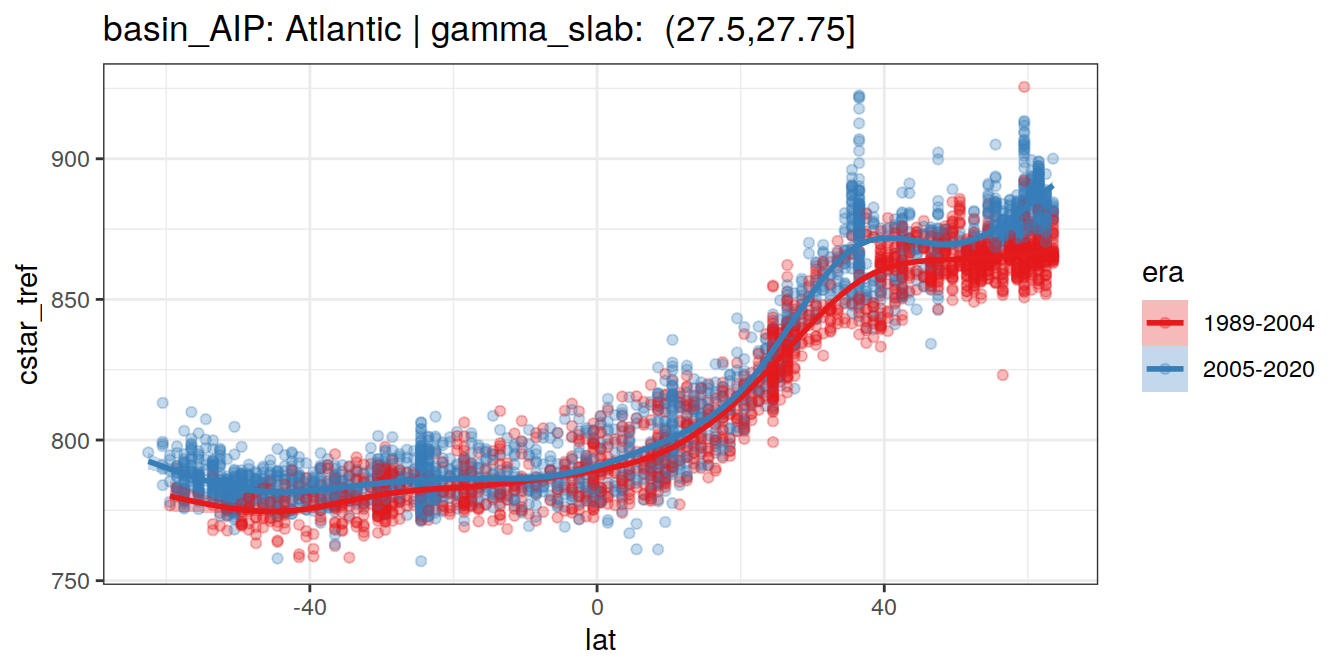 basin_AIP: Atlantic | gamma_slab:  (27.5,27.75]
cstar_tref
900
850
800
750
-40
0
40
lat
era
1989-2004
2005-2020